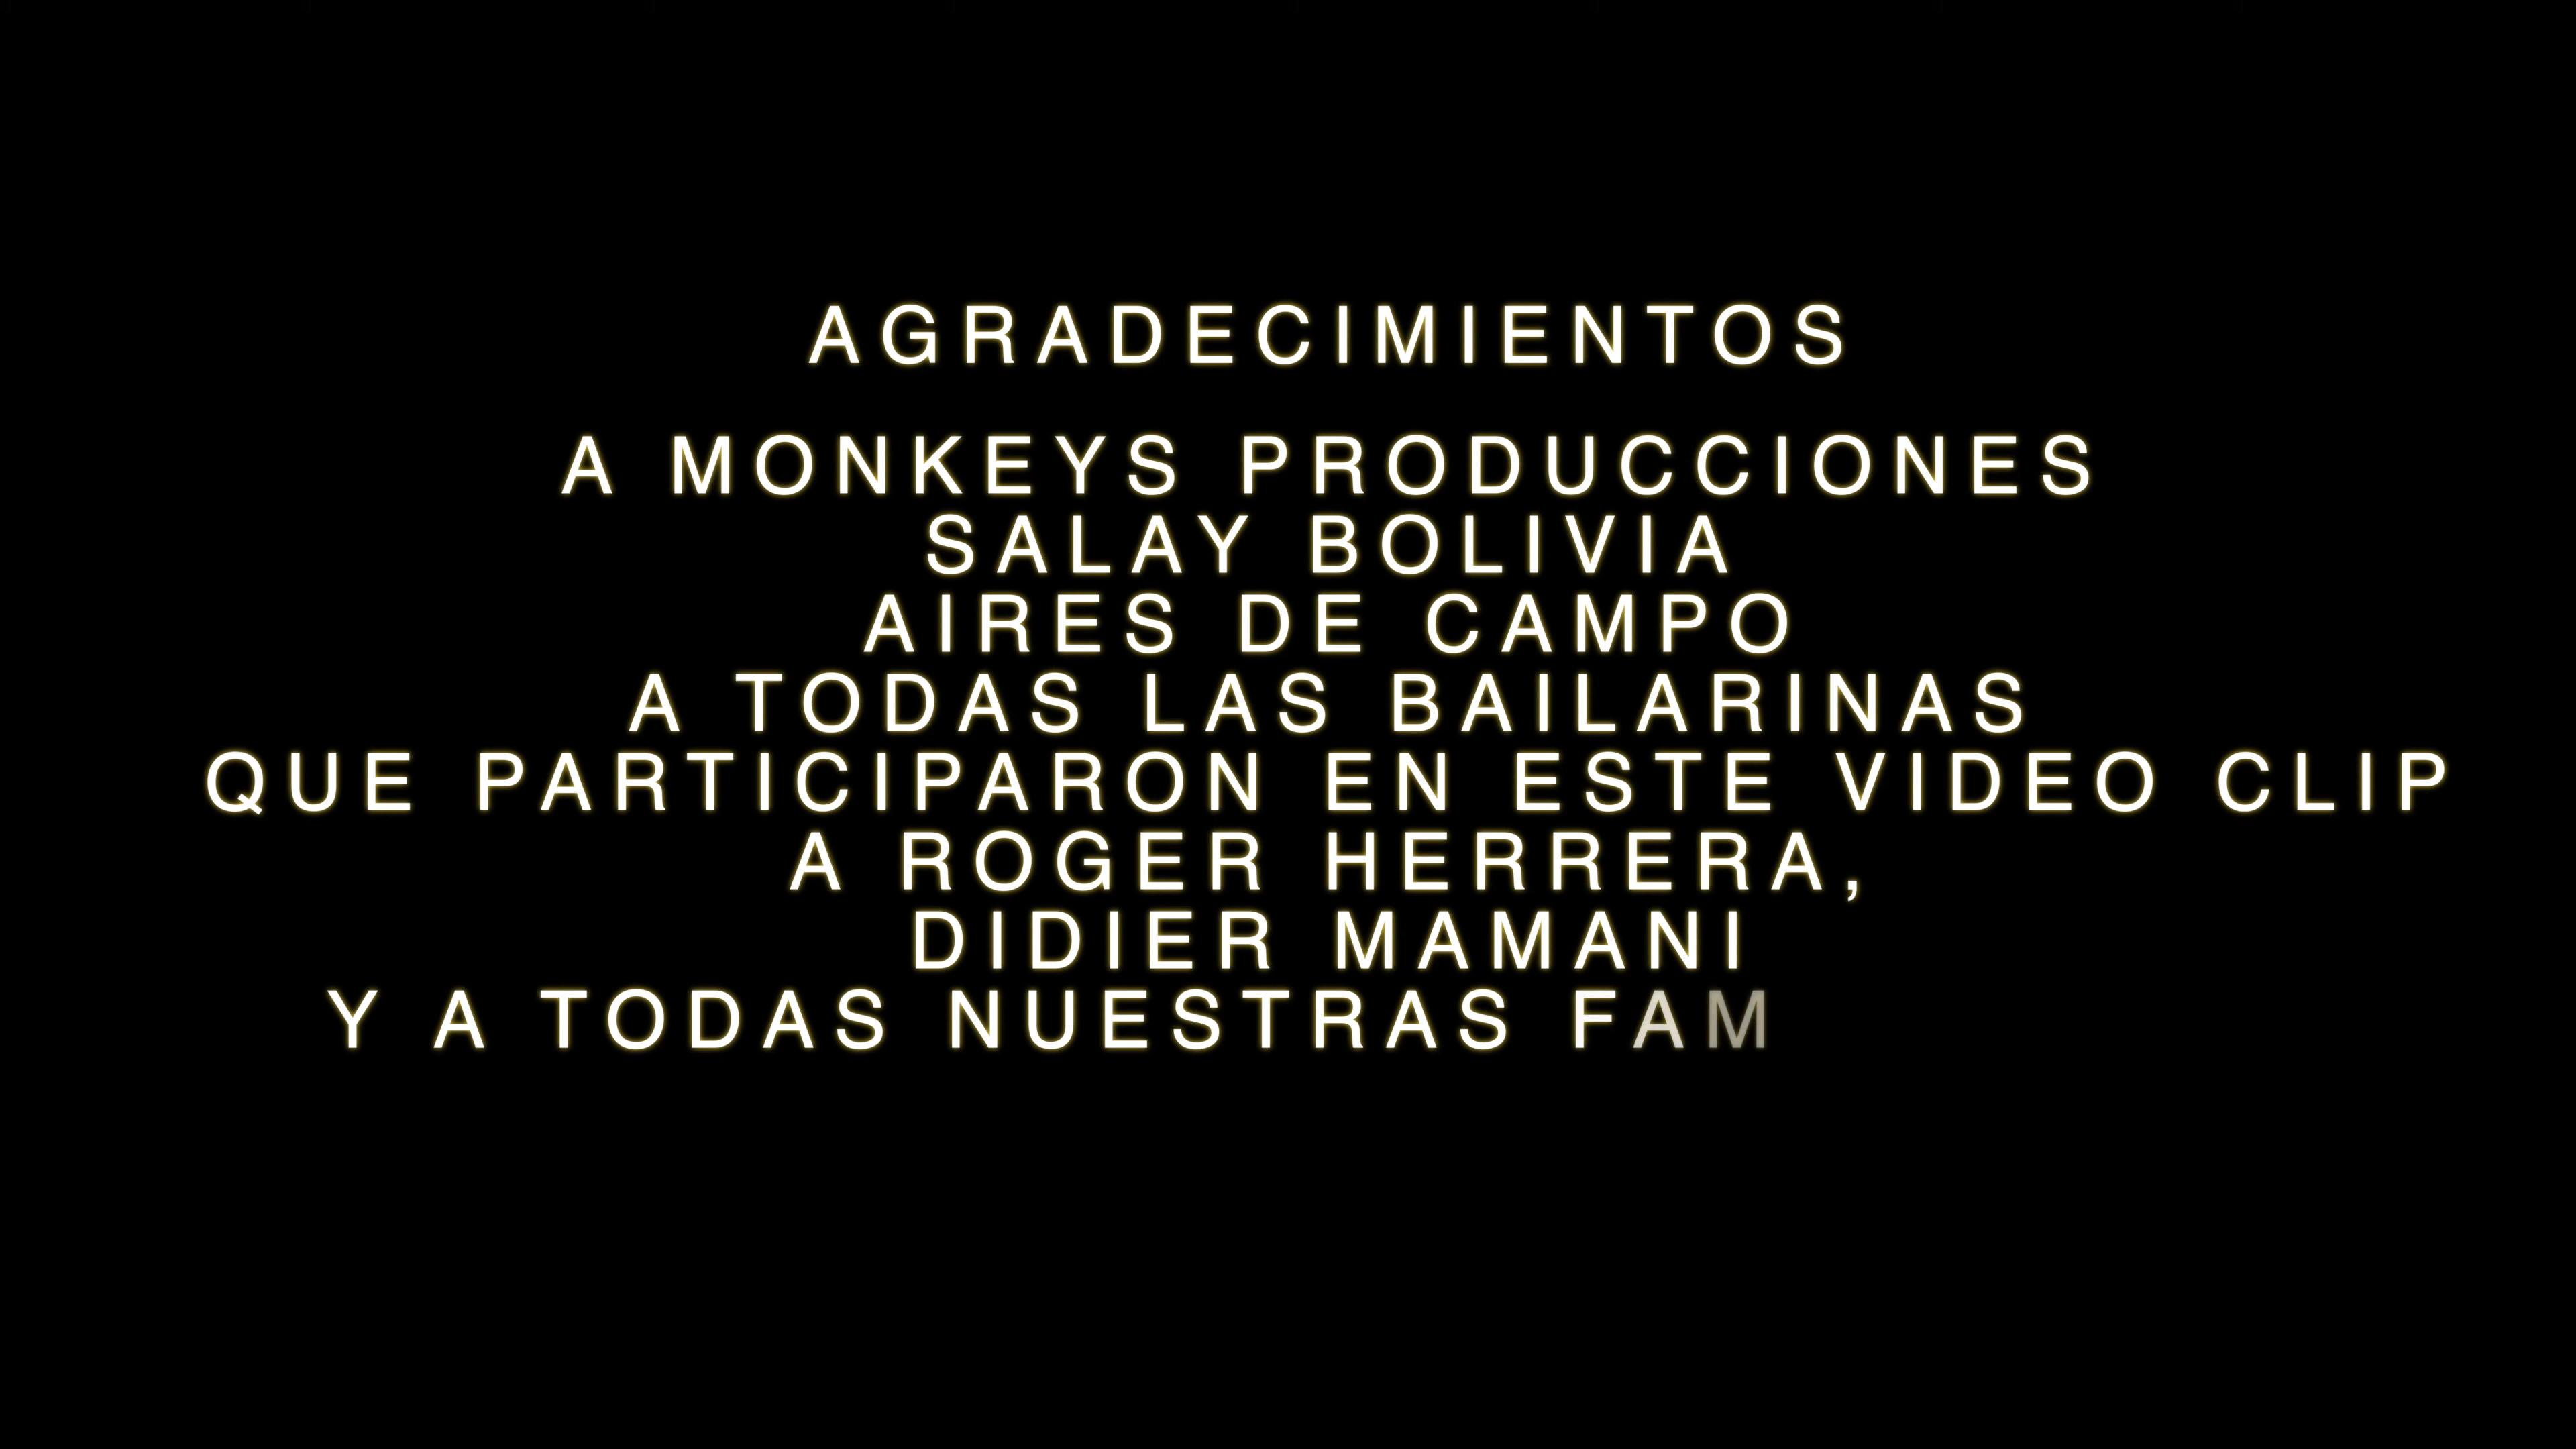 AGRADECIMIENTOS
A MONKEYS PRODUCCIONES
SALAY BOLIVIA
AIRES DE CAMPO
A TODAS LAS BAILARINAS
QUE PARTICIPARON EN ESTE VIDEO CLIP
A ROGER HERRERA,
DIDIER MAMANI
Y A TODAS NUESTRAS FAM